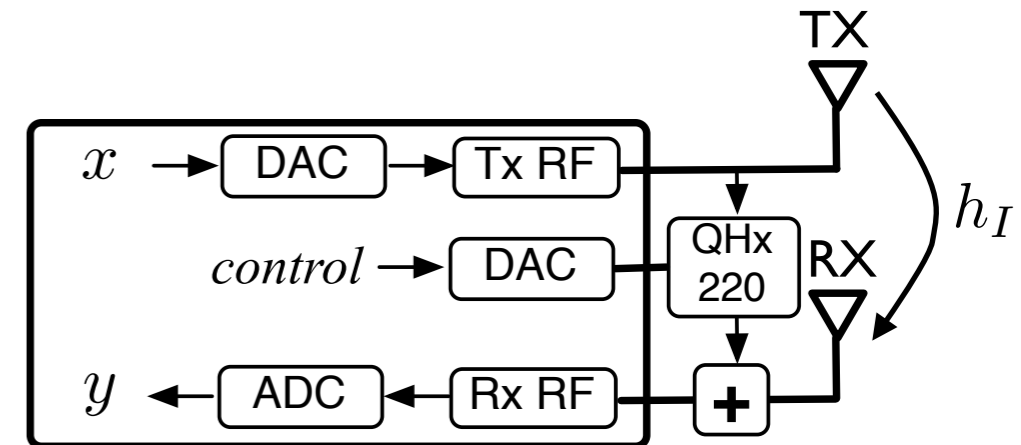 TX
x DAC Tx RF
QHx
220
h_I
control DAC
RX
y ADC Rx RF +